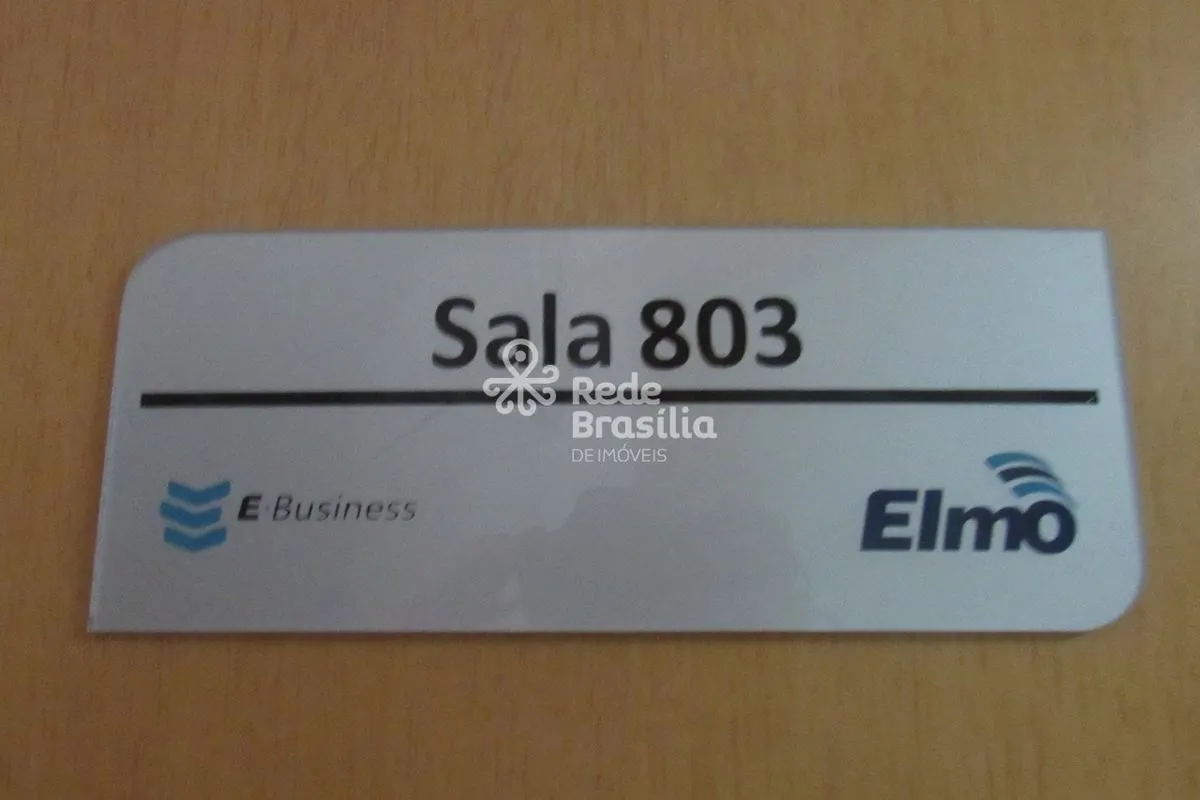 Sala 803
Rede
Brasília
DE IMÓVEIS
E-Business
Elmo